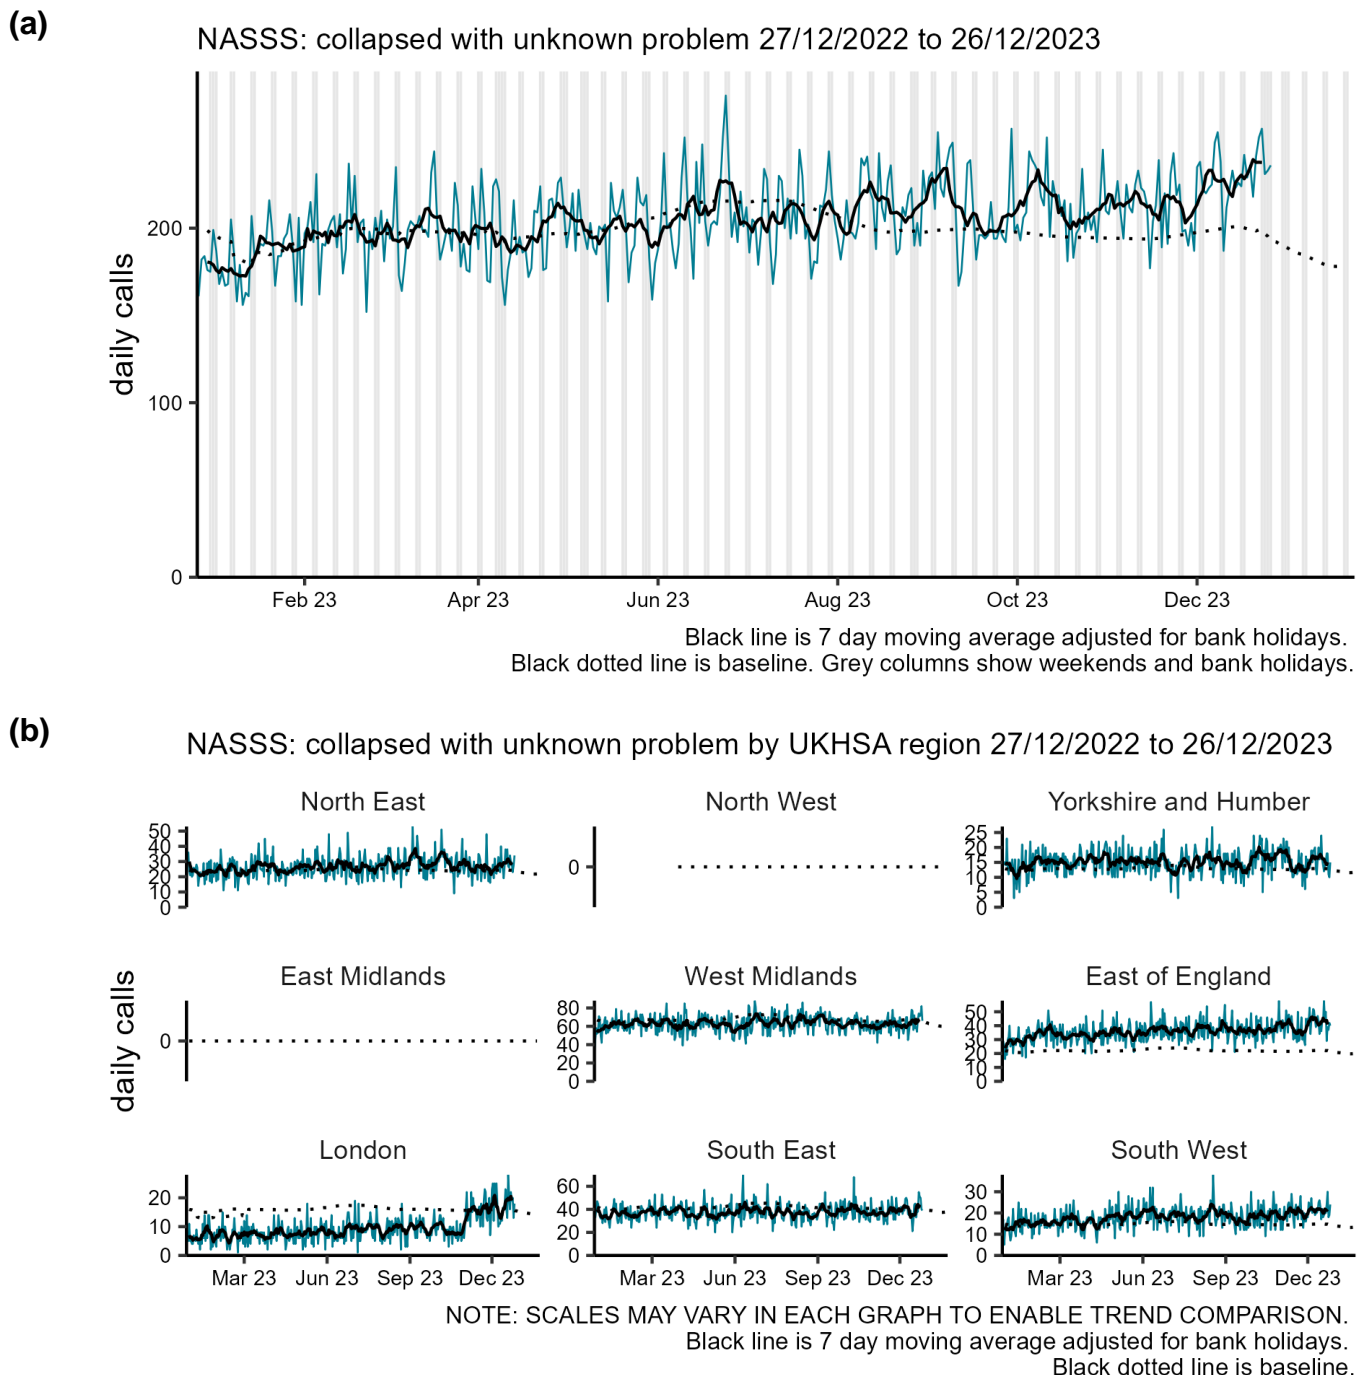 (a)
NASSS: collapsed with unknown problem 27/12/2022 to 26/12/2023
daily calls
200
100
0
Feb 23 Apr 23 Jun 23 Aug 23 Oct 23 Dec 23
Black line is 7 day moving average adjusted for bank holidays.
Black dotted line is baseline. Grey columns show weekends and bank holidays.
(b)
NASSS: collapsed with unknown problem by UKHSA region 27/12/2022 to 26/12/2023
daily calls
North East
50
40
30
20
10
0
North West
0
Yorkshire and Humber
25
20
15
10
5
0
East Midlands
0
West Midlands
80
60
40
20
0
East of England
50
40
30
20
10
0
London
20
10
0
Mar 23 Jun 23 Sep 23 Dec 23
South East
60
40
20
0
Mar 23 Jun 23 Sep 23 Dec 23
South West
30
20
10
0
Mar 23 Jun 23 Sep 23 Dec 23
NOTE: SCALES MAY VARY IN EACH GRAPH TO ENABLE TREND COMPARISON.
Black line is 7 day moving average adjusted for bank holidays.
Black dotted line is baseline.